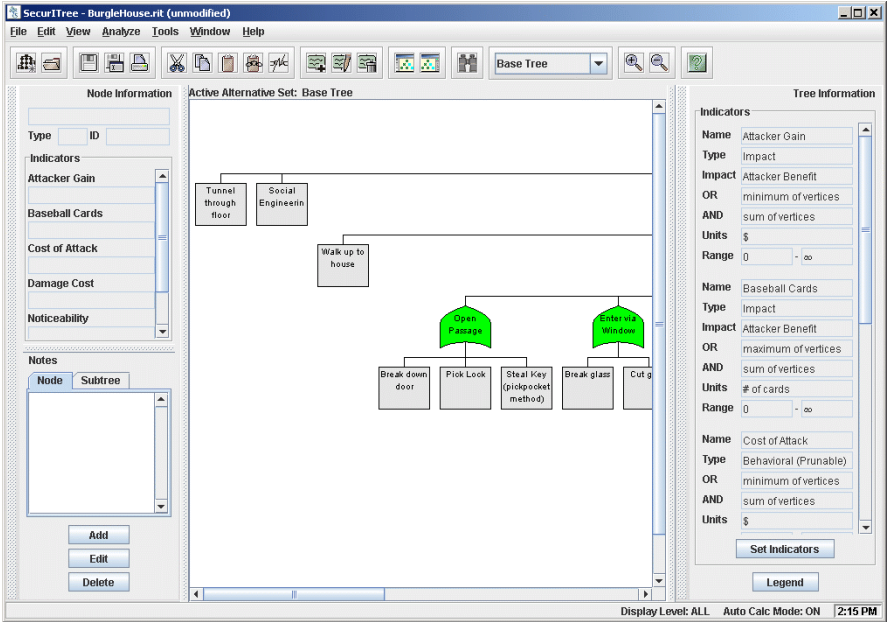 SecurITree - BurgleHouse.rit (unmodified)
File Edit View Analyze Tools Window Help
Base Tree
Node Information
Type ID
Indicators
Attacker Gain
Baseball Cards
Cost of Attack
Damage Cost
Noticeability
Notes
Node Subtree
Add
Edit
Delete
Active Alternative Set: Base Tree
Tunnel
through
floor
Social
Engineerin
Walk up to
house
Open
Passage
Enter via
Window
Break down
door
Pick Lock
Steal Key
(pickpocket
method)
Break glass
Cut g
Tree Information
Indicators
Name Attacker Gain
Type Impact
Impact Attacker Benefit
OR minimum of vertices
AND sum of vertices
Units $
Range 0 - ∞
Name Baseball Cards
Type Impact
Impact Attacker Benefit
OR maximum of vertices
AND sum of vertices
Units # of cards
Range 0 - ∞
Name Cost of Attack
Type Behavioral (Prunable)
OR minimum of vertices
AND sum of vertices
Units $
Set Indicators
Legend
Display Level: ALL Auto Calc Mode: ON 2:15 PM